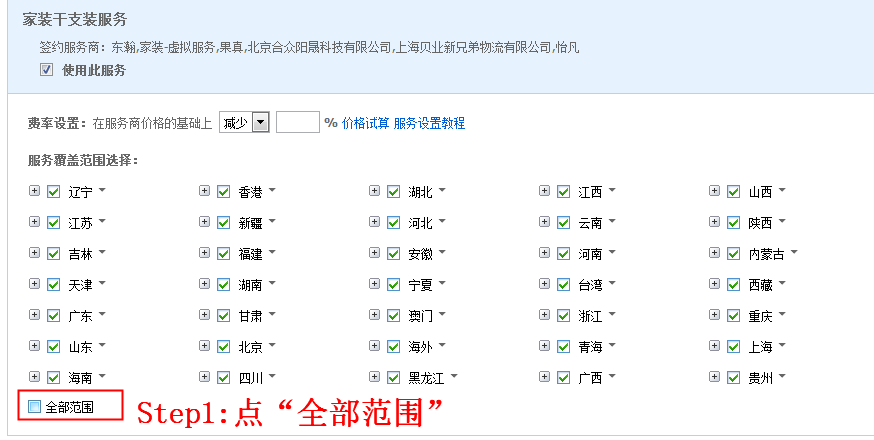 家装干支装服务
签约服务商：东瀚,家装-虚拟服务,果真,北京合众阳晟科技有限公司,上海贝业新兄弟物流有限公司,怡凡
使用此服务
费率设置：在服务商价格的基础上 减少 % 价格试算 服务设置教程
服务覆盖范围选择：
辽宁 香港 湖北 江西 山西
江苏 新疆 河北 云南 陕西
吉林 福建 安徽 河南 内蒙古
天津 湖南 宁夏 台湾 西藏
广东 甘肃 澳门 浙江 重庆
山东 北京 海外 青海 上海
海南 四川 黑龙江 广西 贵州
全部范围 Step1:点“全部范围”